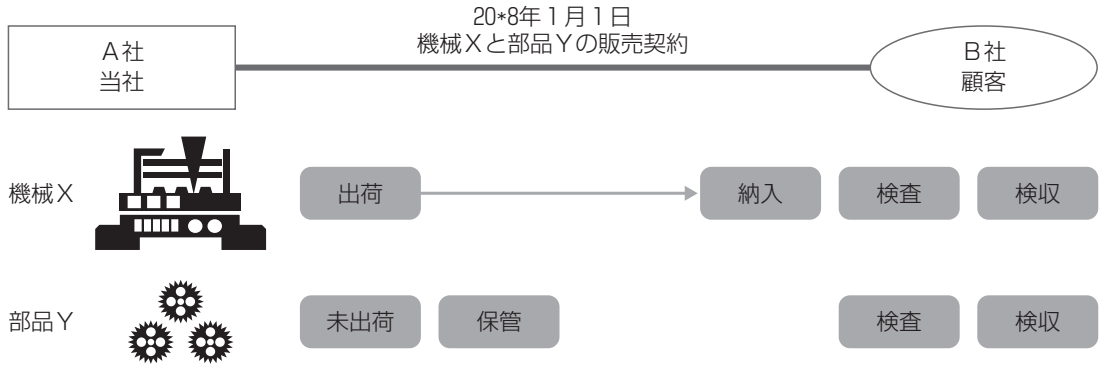 20*8年1月1日
機械Xと部品Yの販売契約
A社
当社
B社
顧客
機械X
出荷
納入
検査
検収
部品Y
未出荷
保管
検査
検収